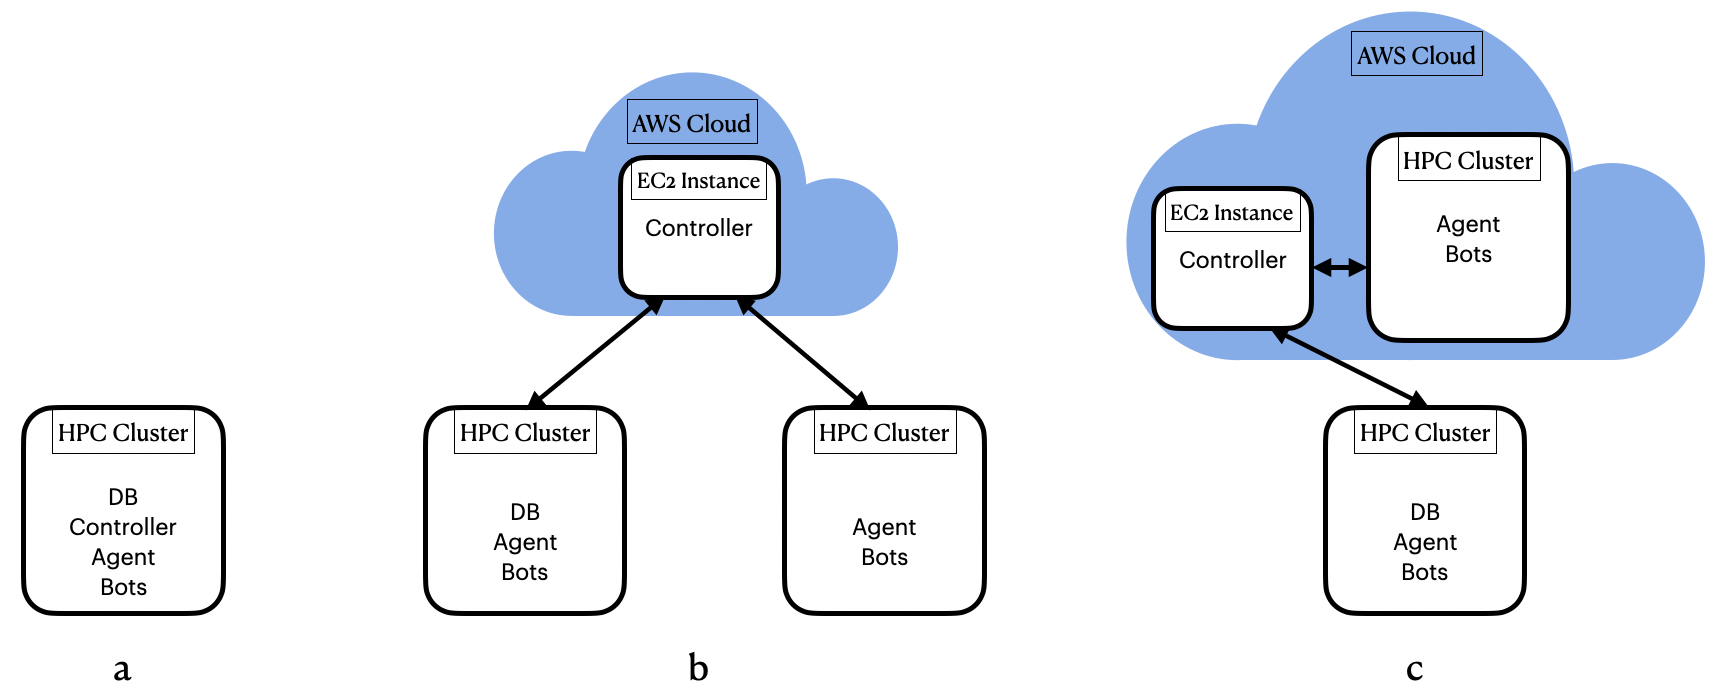 HPC Cluster
DB
Controller
Agent
Bots
a
AWS Cloud
EC2 Instance
Controller
HPC Cluster
DB
Agent
Bots
HPC Cluster
Agent
Bots
b
AWS Cloud
EC2 Instance
Controller
HPC Cluster
Agent
Bots
HPC Cluster
DB
Agent
Bots
c